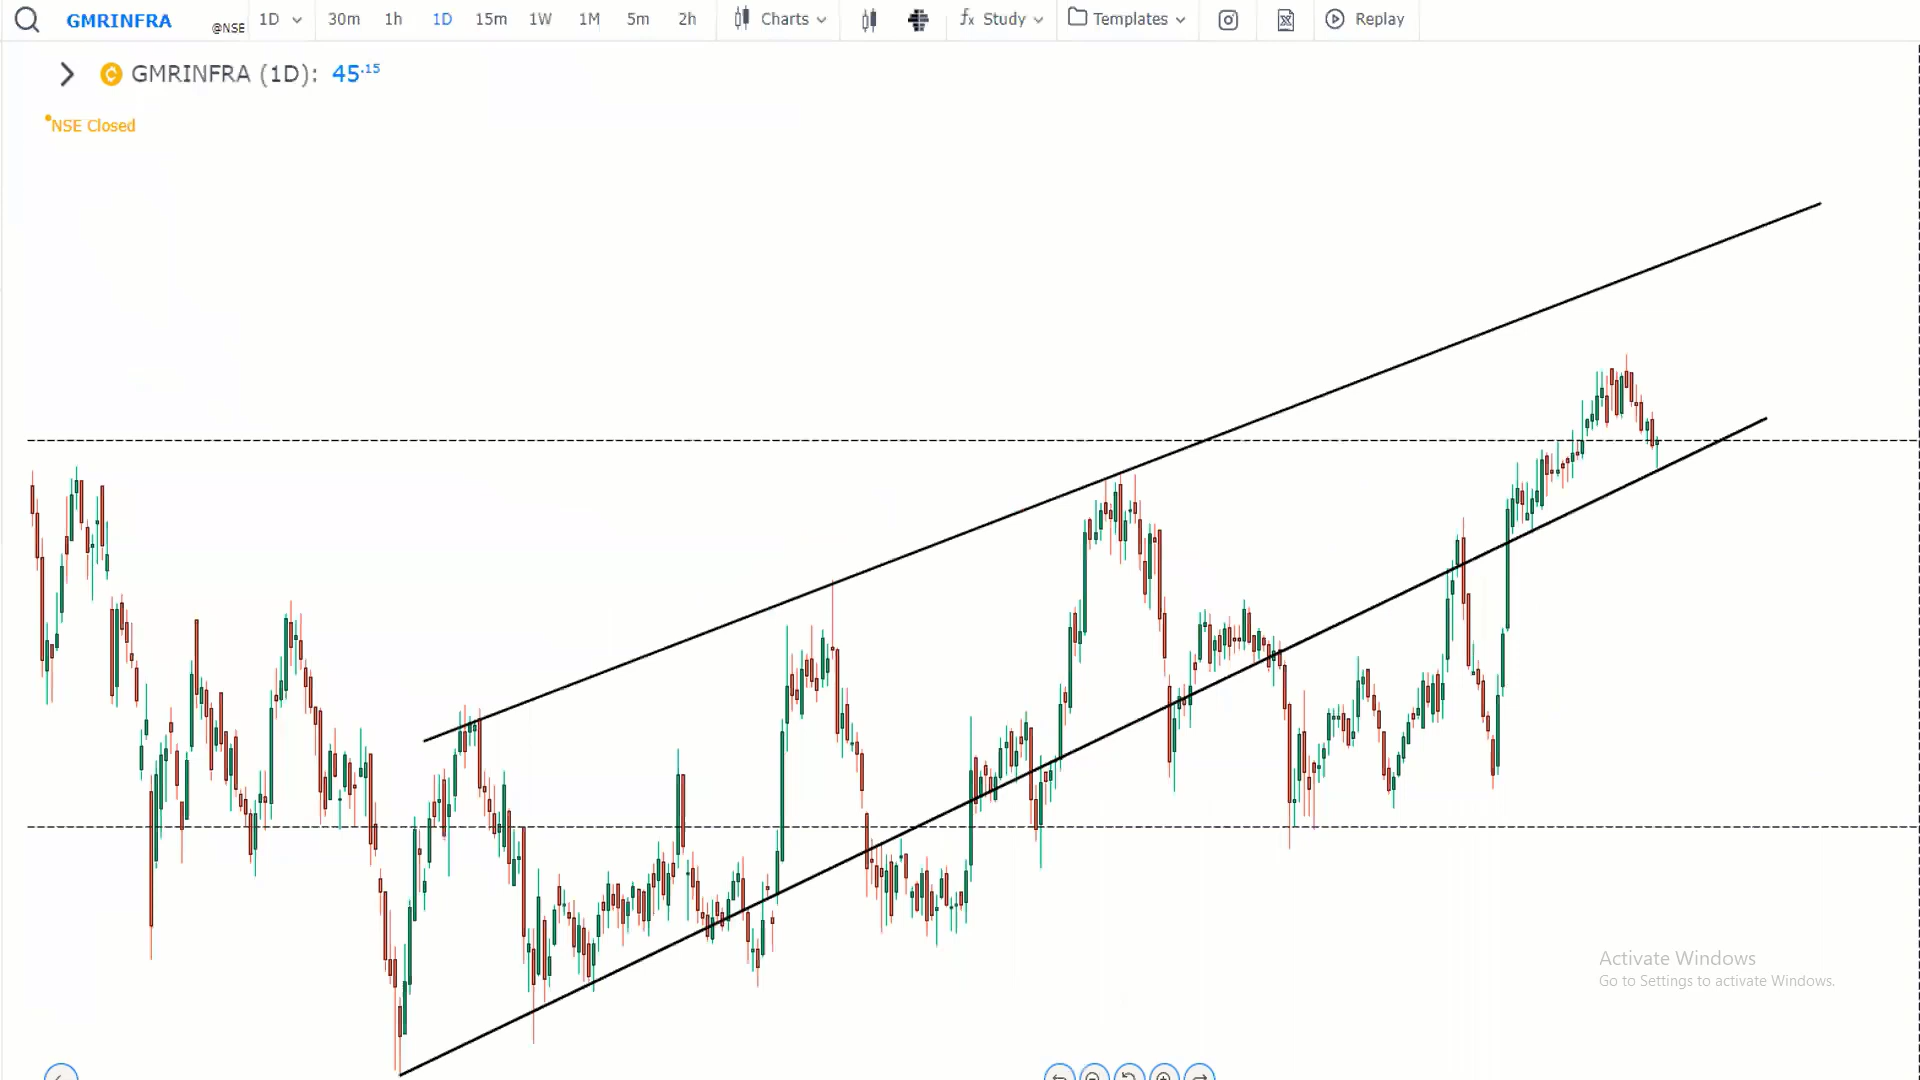 GMRINFRA @NSE 1D 30m 1h 1D 15m 1W 1M 5m 2h Charts fx Study Templates Replay
GMRINFRA (1D): 45.15
NSE Closed
Activate Windows
Go to Settings to activate Windows.